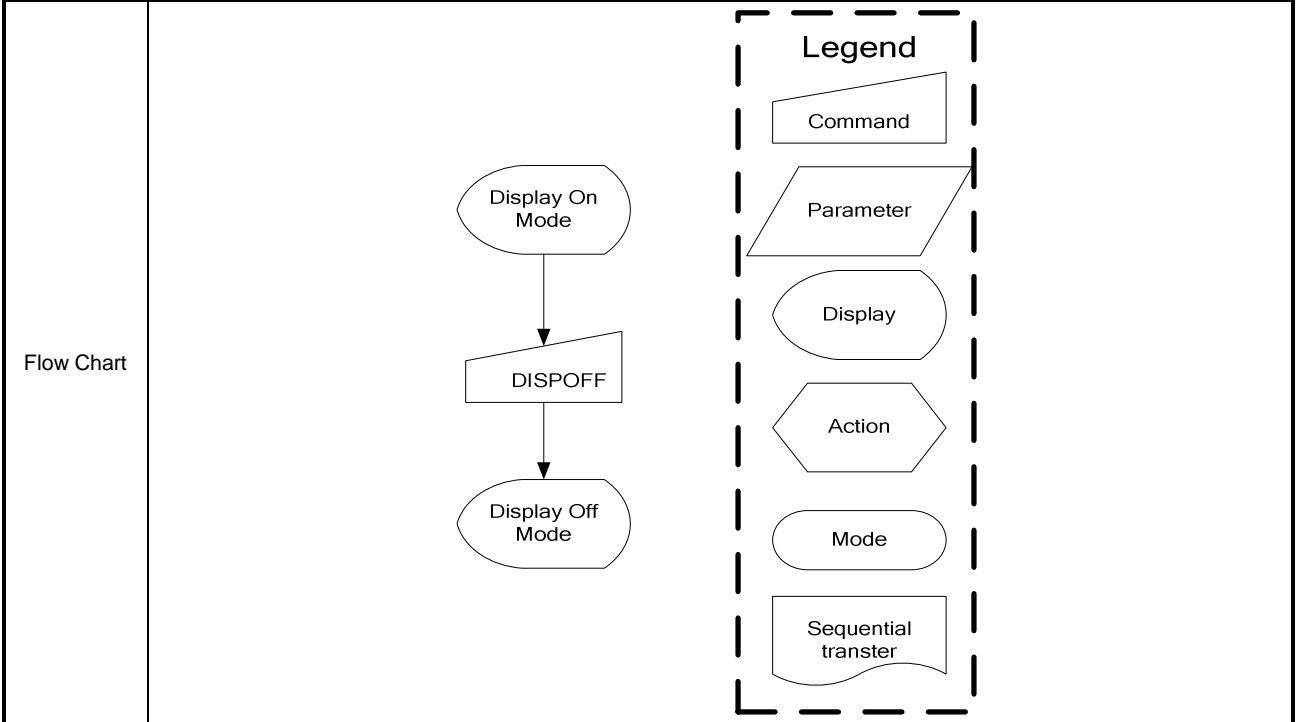 Flow Chart
Display On
Mode
DISPOFF
Display Off
Mode
Legend
Command
Parameter
Display
Action
Mode
Sequential
transter